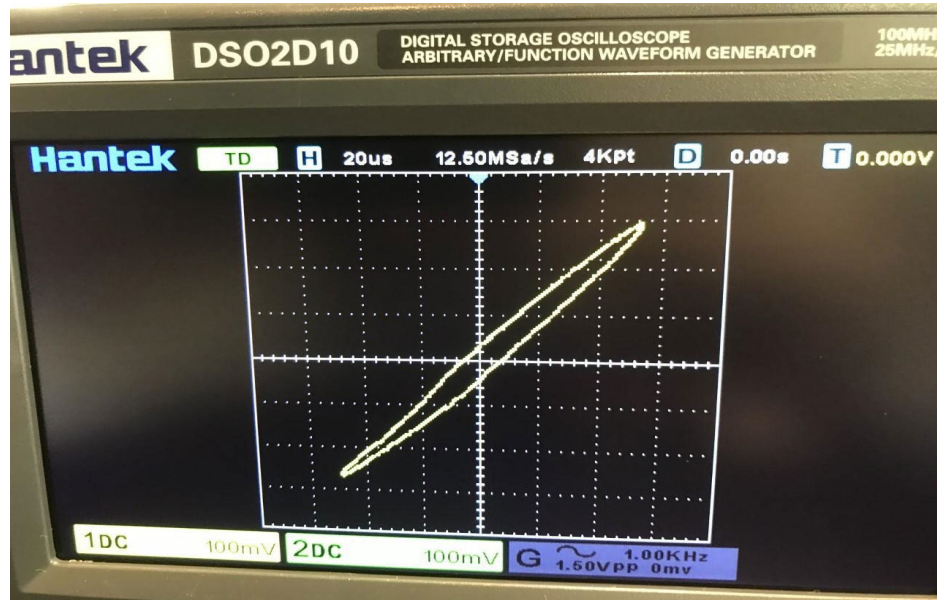 antek DSO2D10 DIGITAL STORAGE OSCILLOSCOPE 100MH
ARBITRARY/FUNCTION WAVEFORM GENERATOR 25MHz/
Hantek TD H 20us 12.50MSa/s 4KPt D 0.00s T 0.000V
1DC 100mV 2DC 100mV G 1.00KHz
1.50VPP 0mv